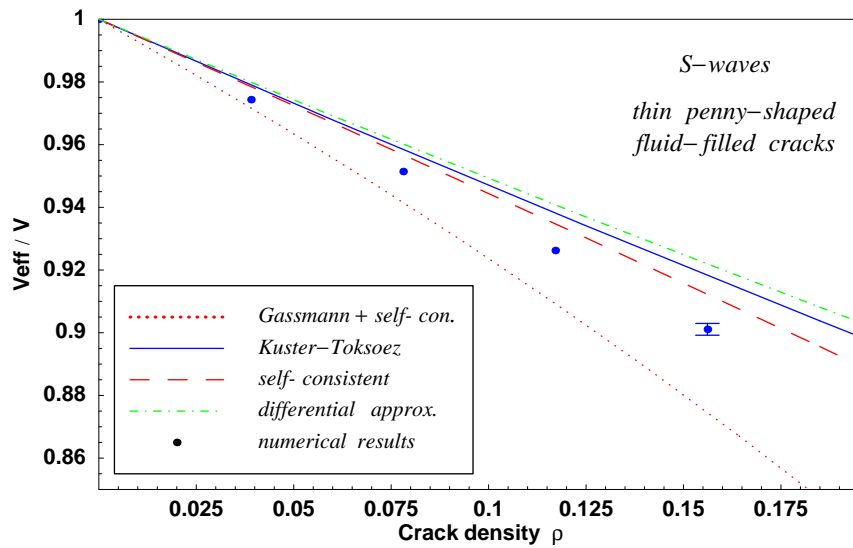 1
0.98
0.96
0.94
0.92
0.9
0.88
0.86
Veff / V
S-waves
thin penny-shaped
fluid-filled cracks
Gassmann + self- con.
Kuster-Toksoez
self- consistent
differential approx.
numerical results
0.025 0.05 0.075 0.1 0.125 0.15 0.175
Crack density ρ